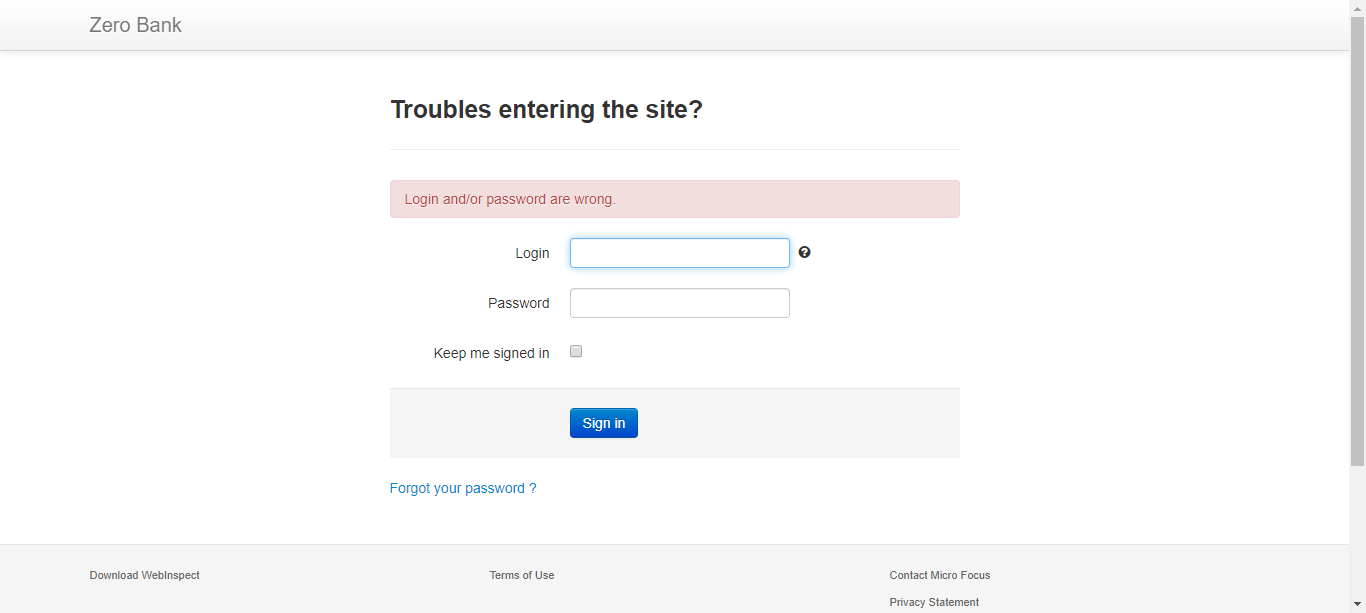 Zero Bank
Troubles entering the site?
Login and/or password are wrong.
Login
Password
Keep me signed in
Sign in
Forgot your password ?
Download WebInspect
Terms of Use
Contact Micro Focus
Privacy Statement